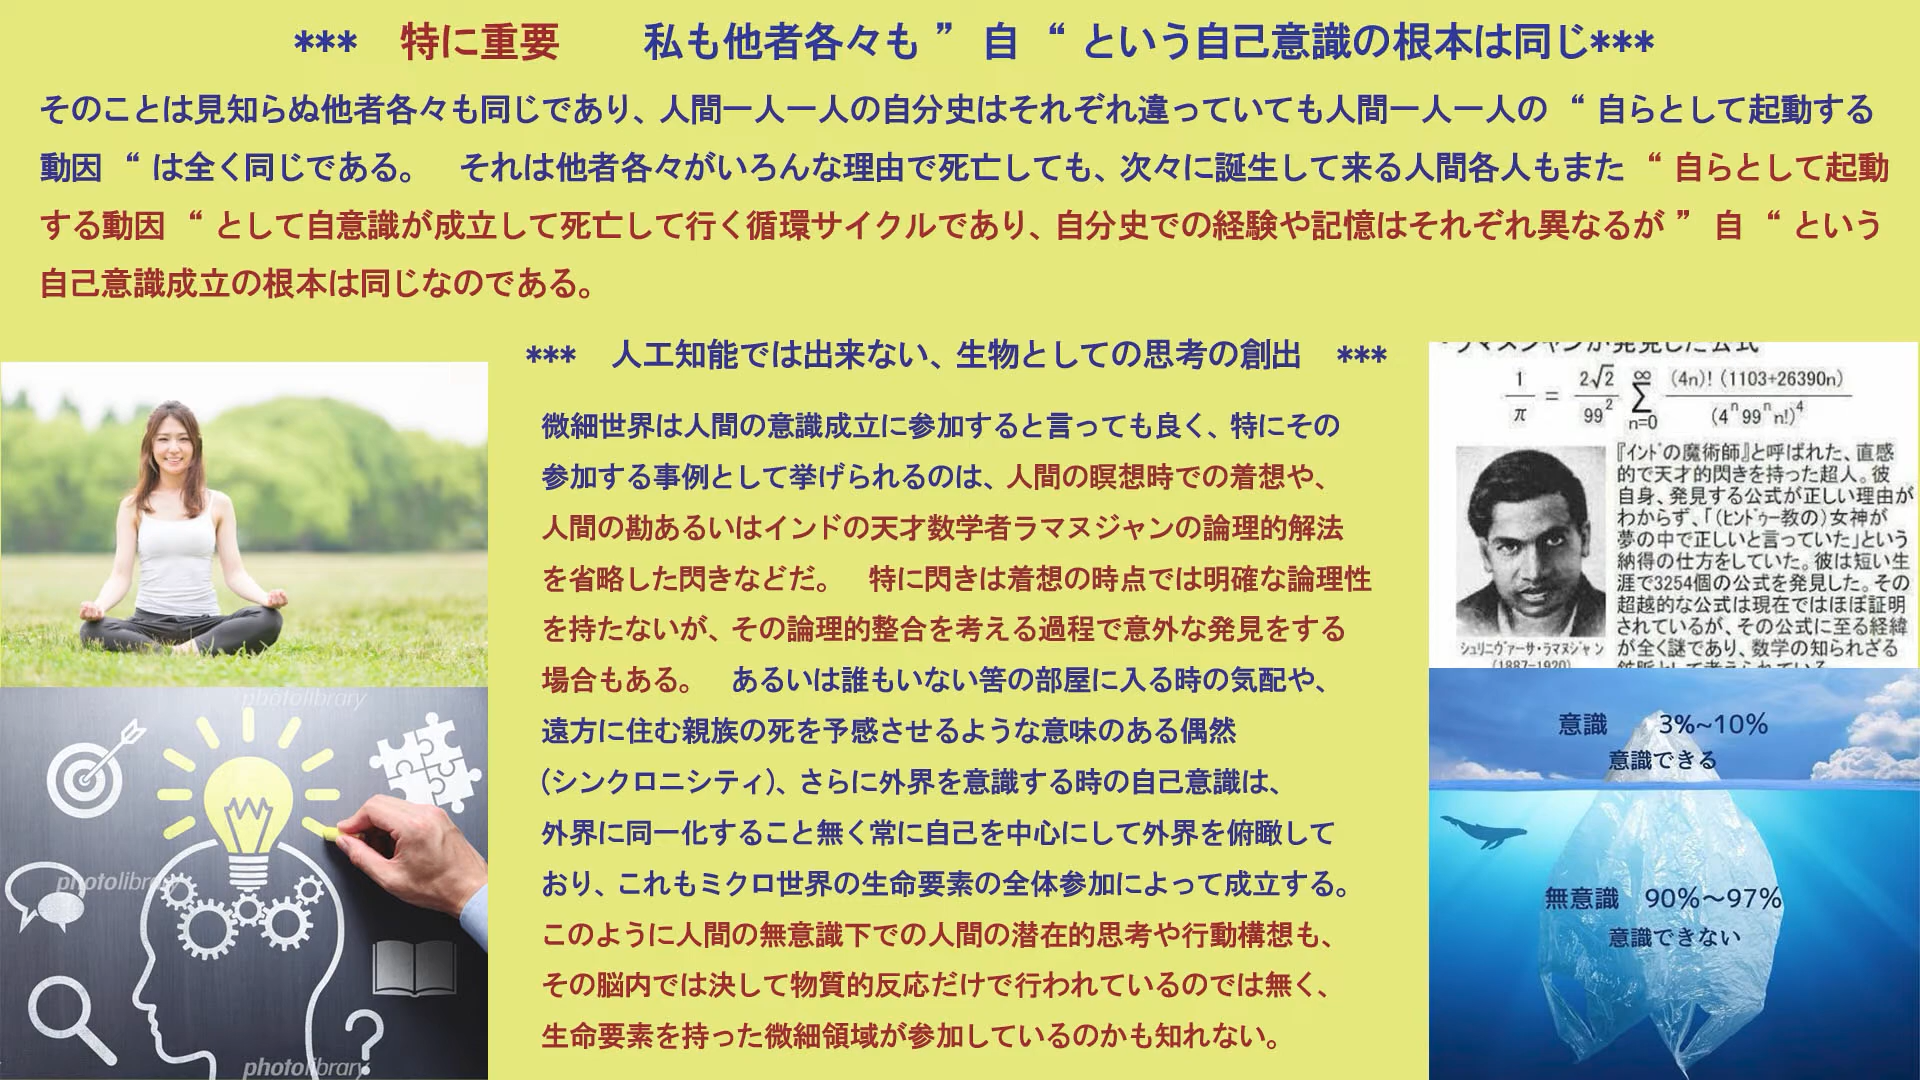 *** 特に重要 私も他者各々も ” 自 “ という自己意識の根本は同じ***
そのことは見知らぬ他者各々も同じであり、人間一人一人の自分史はそれぞれ違っていても人間一人一人の “ 自らとして起動する
動因 “ は全く同じである。 それは他者各々がいろんな理由で死亡しても、次々に誕生して来る人間各人もまた “ 自らとして起動
する動因 “ として自意識が成立して死亡して行く循環サイクルであり、自分史での経験や記憶はそれぞれ異なるが ” 自 “ という
自己意識成立の根本は同じなのである。
*** 人工知能では出来ない、生物としての思考の創出 ***
微細世界は人間の意識成立に参加すると言っても良く、特にその
参加する事例として挙げられるのは、人間の瞑想時での着想や、
人間の勘あるいはインドの天才数学者ラマヌジャンの論理的解法
を省略した閃きなどだ。 特に閃きは着想の時点では明確な論理性
を持たないが、その論理的整合を考える過程で意外な発見をする
場合もある。 あるいは誰もいない筈の部屋に入る時の気配や、
遠方に住む親族の死を予感させるような意味のある偶然
(シンクロニシティ)、さらに外界を意識する時の自己意識は、
外界に同一化すること無く常に自己を中心にして外界を俯瞰して
おり、これもミクロ世界の生命要素の全体参加によって成立する。
このように人間の無意識下での人間の潜在的思考や行動構想も、
その脳内では決して物質的反応だけで行われているのでは無く、
生命要素を持った微細領域が参加しているのかも知れない。
・ラマヌジャンが発見した公式
1/π = 2√2/99² ∞Σn=0 (4n)! (1103+26390n)/(4ⁿ99ⁿn!)⁴
『インドの魔術師』と呼ばれた、直感
的で天才的閃きを持った超人。彼
自身、発見する公式が正しい理由が
わからず、「(ヒンドゥー教の)女神が
夢の中で正しいと言っていた」という
納得の仕方をしていた。彼は短い生
涯で3254個の公式を発見した。その
超越的な公式は現在ではほぼ証明
されているが、その公式に至る経緯
が全く謎であり、数学の知られざる
シュリニヴァーサ・ラマヌジャン
(1887-1920)
意識 3%~10%
意識できる
無意識 90%～97%
意識できない
photolibrary
photolibrary
photolibrary